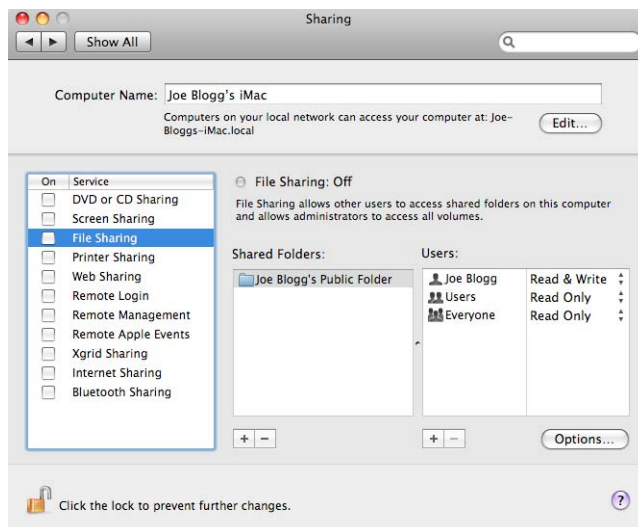 Sharing
Show All
Computer Name: Joe Blogg's iMac
Computers on your local network can access your computer at: Joe-
Bloggs-iMac.local
Edit...
On Service
DVD or CD Sharing
Screen Sharing
File Sharing
Printer Sharing
Web Sharing
Remote Login
Remote Management
Remote Apple Events
Xgrid Sharing
Internet Sharing
Bluetooth Sharing
File Sharing: Off
File Sharing allows other users to access shared folders on this computer
and allows administrators to access all volumes.
Shared Folders:
Joe Blogg's Public Folder
Users:
Joe Blogg Read & Write
Users Read Only
Everyone Read Only
+ −
+ −
Options...
Click the lock to prevent further changes.
?